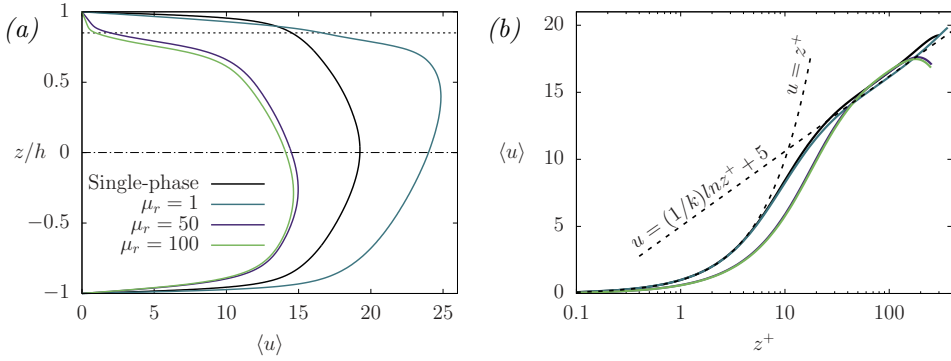 (a)
1
0.5
z/h
0
−0.5
−1
Single-phase
μr = 1
μr = 50
μr = 100
0 5 10 15 20 25
⟨u⟩
(b)
20
15
⟨u⟩
10
5
0
u = z+
u = (1/k)lnz+ + 5
0.1 1 10 100
z+